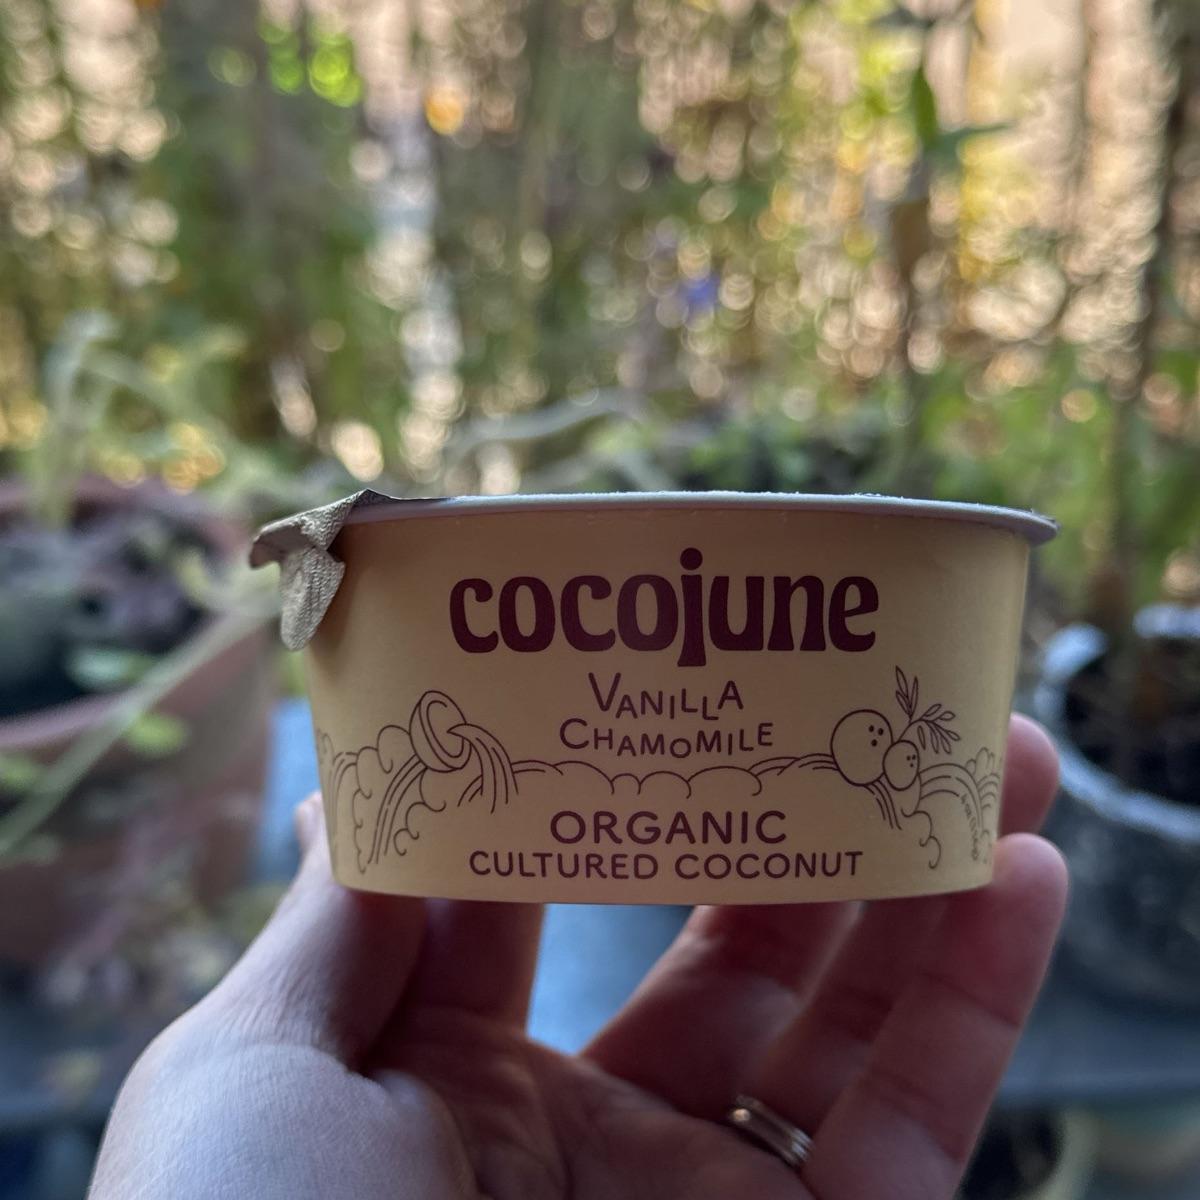 cocojune
VANILLA
CHAMOMILE
ORGANIC
CULTURED COCONUT